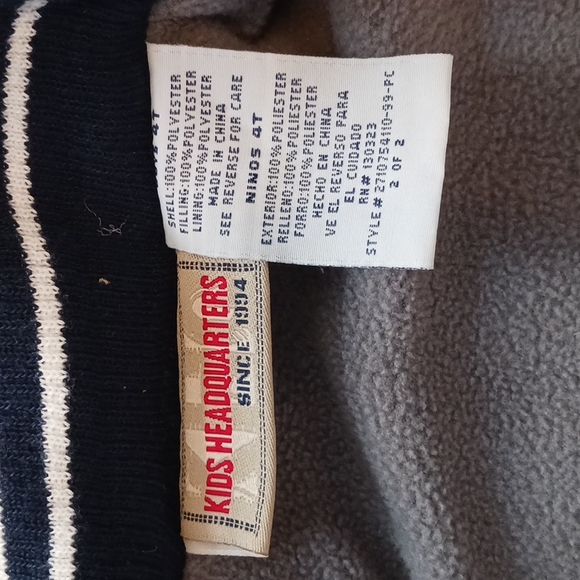 4T
SHELL:100%POLYESTER
FILLING:100%POLYESTER
LINING:100%POLYESTER
MADE IN CHINA
SEE REVERSE FOR CARE
NINOS 4T
EXTERIOR:100%POLIESTER
RELLENO:100%POLIESTER
FORRO:100%POLIESTER
HECHO EN CHINA
VE EL REVERSO PARA
EL CUIDADO
RN# 130323
STYLE# 2710754110-99-PC
2 OF 2
KIDS HEADQUARTERS
SINCE 1994